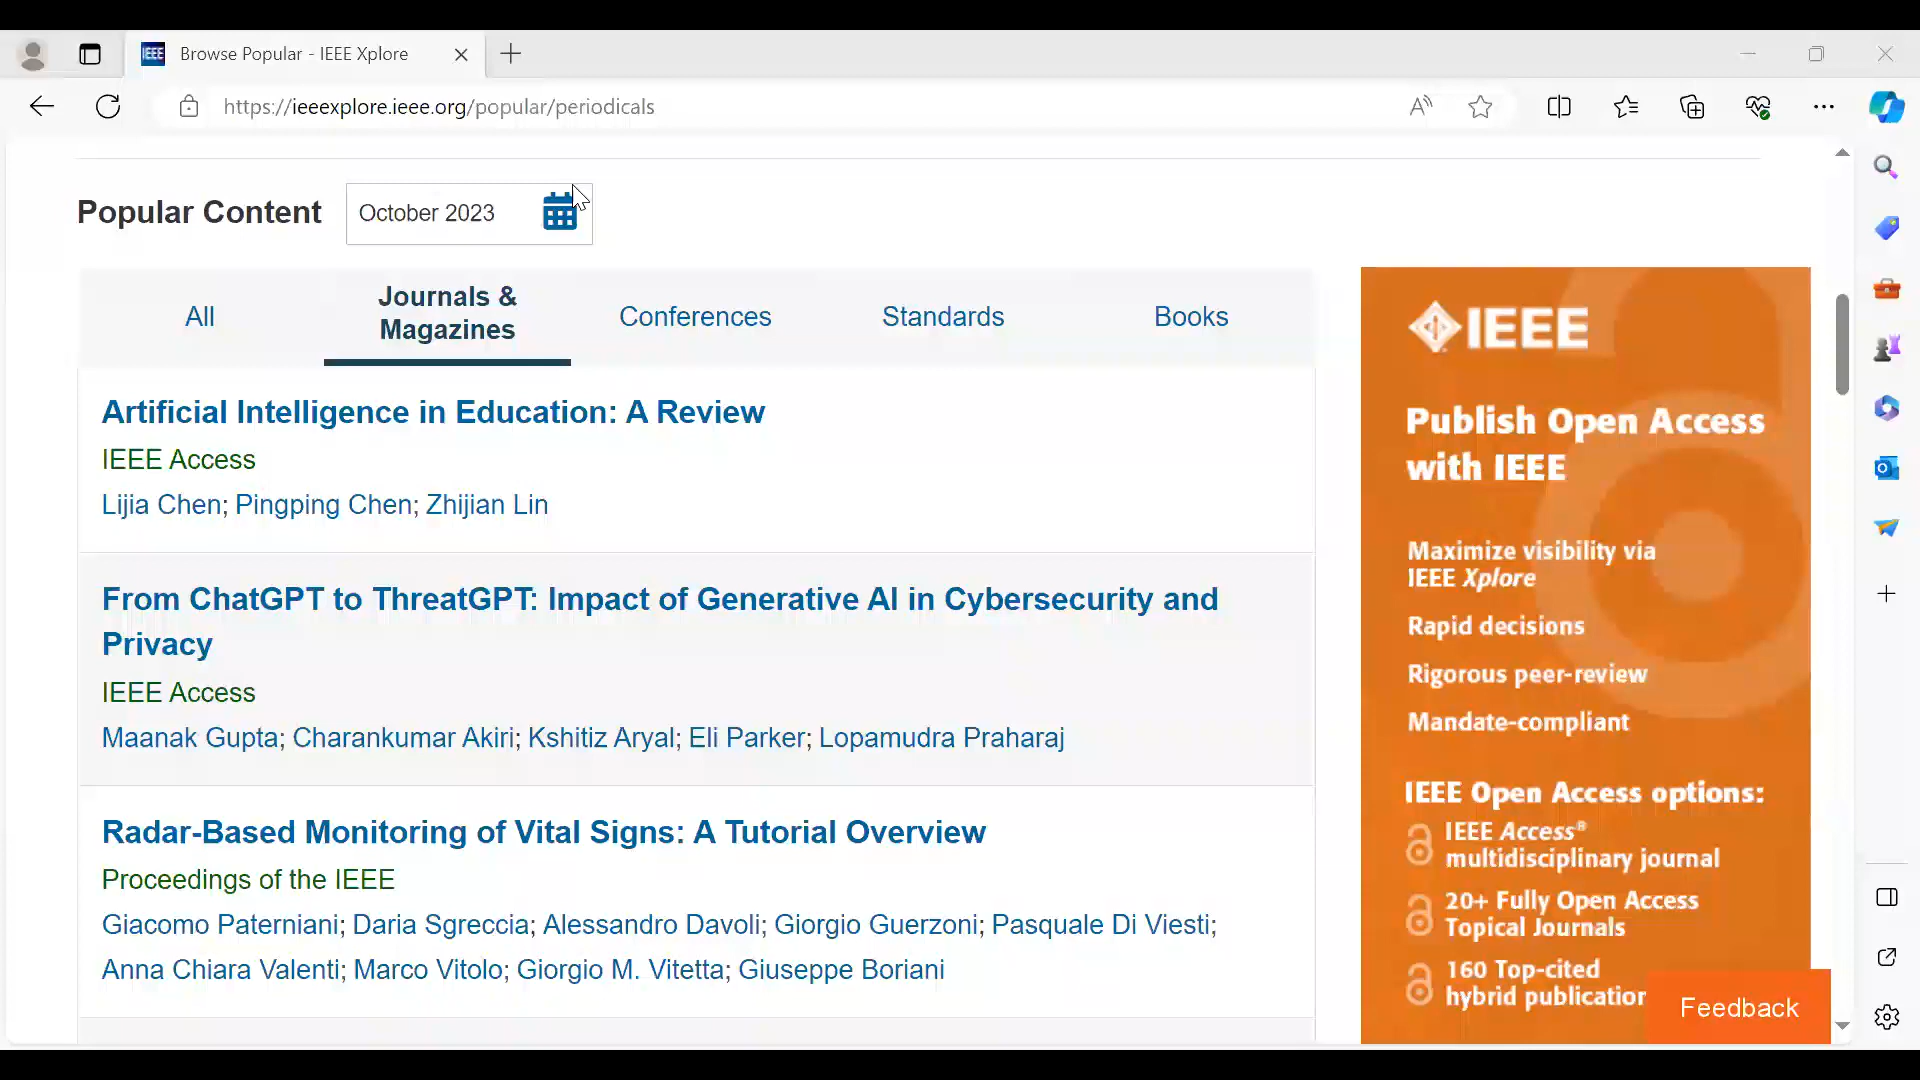 Browse Popular - IEEE Xplore
https://ieeexplore.ieee.org/popular/periodicals
Popular Content
October 2023
All
Journals &
Magazines
Conferences
Standards
Books
Artificial Intelligence in Education: A Review
IEEE Access
Lijia Chen; Pingping Chen; Zhijian Lin
From ChatGPT to ThreatGPT: Impact of Generative AI in Cybersecurity and
Privacy
IEEE Access
Maanak Gupta; Charankumar Akiri; Kshitiz Aryal; Eli Parker; Lopamudra Praharaj
Radar-Based Monitoring of Vital Signs: A Tutorial Overview
Proceedings of the IEEE
Giacomo Paterniani; Daria Sgreccia; Alessandro Davoli; Giorgio Guerzoni; Pasquale Di Viesti;
Anna Chiara Valenti; Marco Vitolo; Giorgio M. Vitetta; Giuseppe Boriani
IEEE
Publish Open Access
with IEEE
Maximize visibility via
IEEE Xplore
Rapid decisions
Rigorous peer-review
Mandate-compliant
IEEE Open Access options:
IEEE Access®
multidisciplinary journal
20+ Fully Open Access
Topical Journals
160 Top-cited
hybrid publication
Feedback